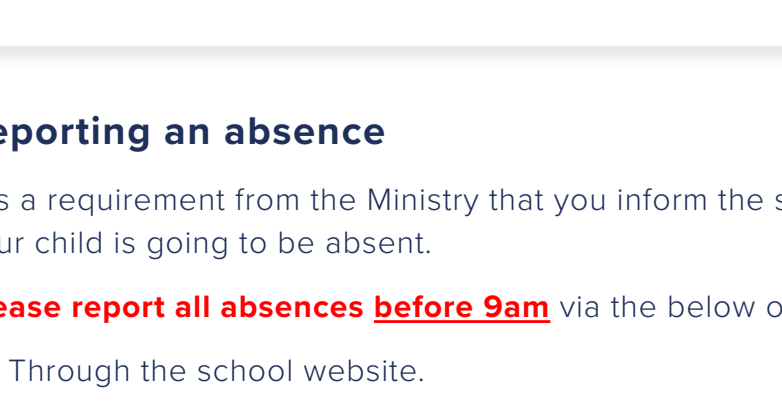 eporting an absence
s a requirement from the Ministry that you inform the s
ur child is going to be absent.
ease report all absences before 9am via the below o
Through the school website.